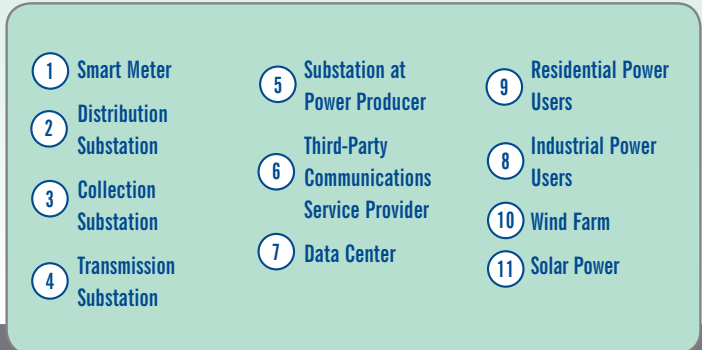 1 Smart Meter
2 Distribution
Substation
3 Collection
Substation
4 Transmission
Substation
5 Substation at
Power Producer
6 Third-Party
Communications
Service Provider
7 Data Center
9 Residential Power
Users
8 Industrial Power
Users
10 Wind Farm
11 Solar Power